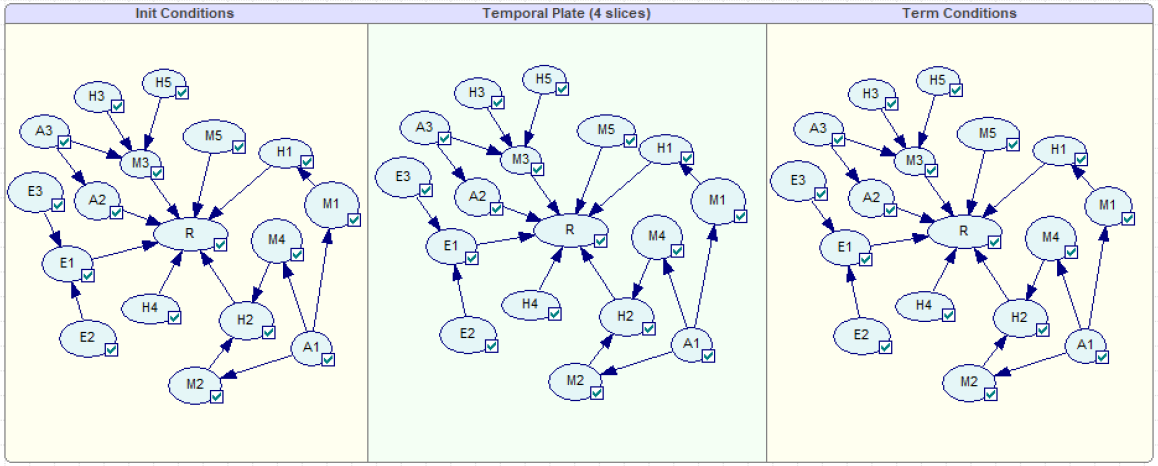 Init Conditions
Temporal Plate (4 slices)
Term Conditions
H3
H5
A3
M3
M5
H1
E3
A2
M1
R
M4
E1
H4
H2
E2
A1
M2
H3
H5
A3
M3
M5
H1
E3
A2
M1
R
M4
E1
H4
H2
E2
A1
M2
H3
H5
A3
M3
M5
H1
E3
A2
M1
R
M4
E1
H4
H2
E2
A1
M2